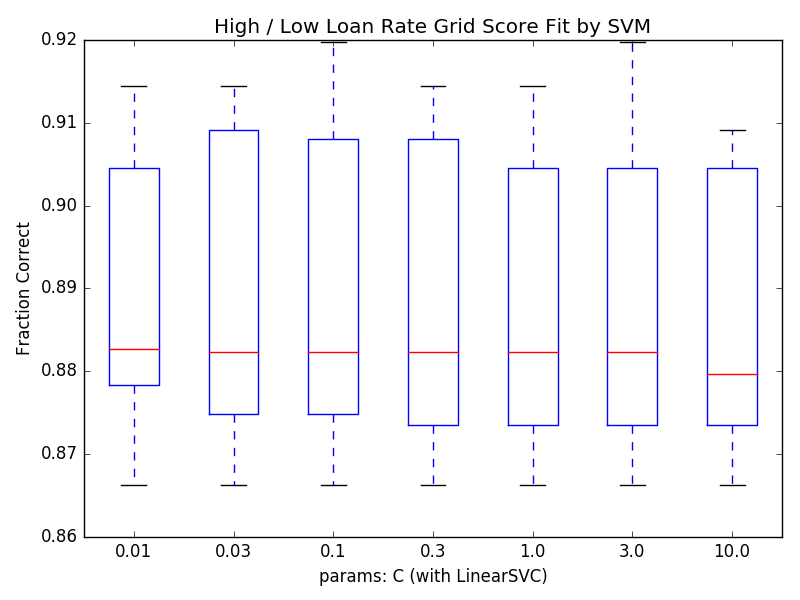 High / Low Loan Rate Grid Score Fit by SVM
0.92
0.91
0.90
0.89
0.88
0.87
0.86
Fraction Correct
0.01 0.03 0.1 0.3 1.0 3.0 10.0
params: C (with LinearSVC)